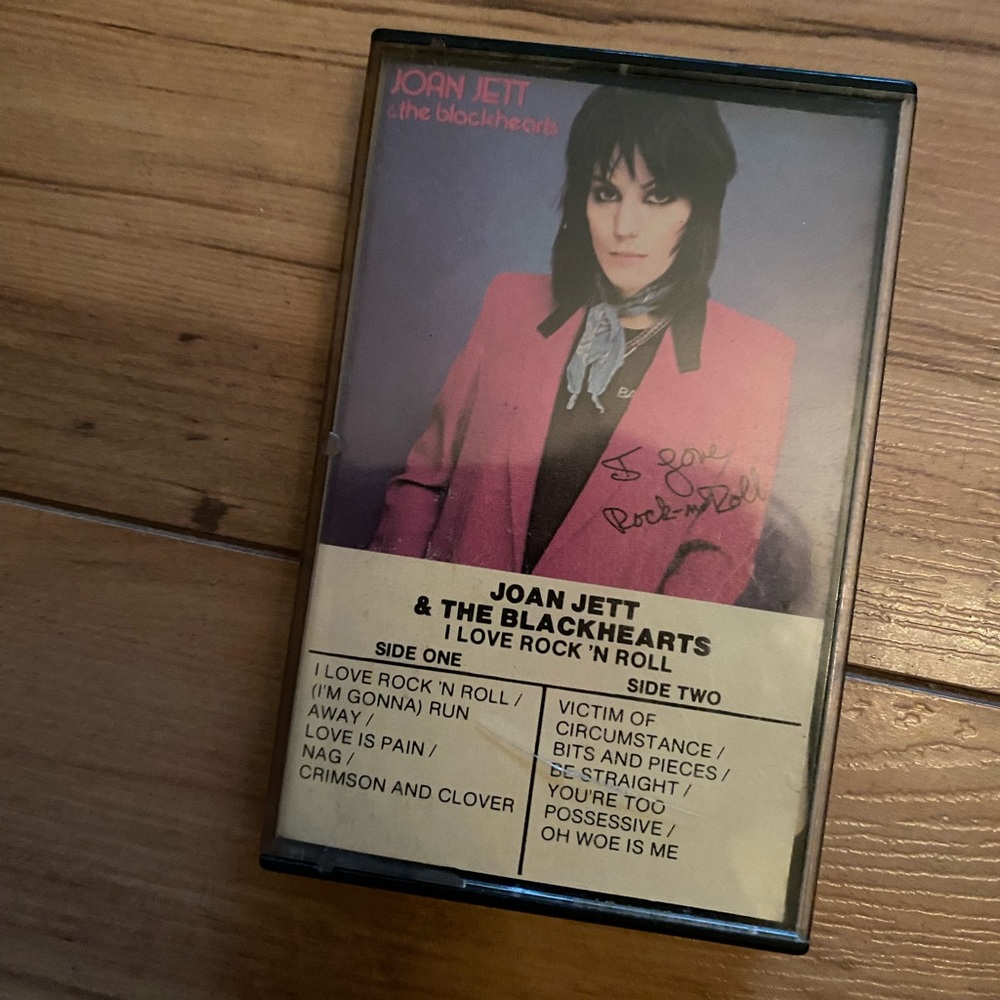 JOAN JETT
& the blackhearts
I Love
Rock-n-Roll
JOAN JETT
& THE BLACKHEARTS
I LOVE ROCK 'N ROLL
SIDE ONE
I LOVE ROCK 'N ROLL /
(I'M GONNA) RUN
AWAY /
LOVE IS PAIN /
NAG /
CRIMSON AND CLOVER
SIDE TWO
VICTIM OF
CIRCUMSTANCE /
BITS AND PIECES /
BE STRAIGHT /
YOU'RE TOO
POSSESSIVE /
OH WOE IS ME